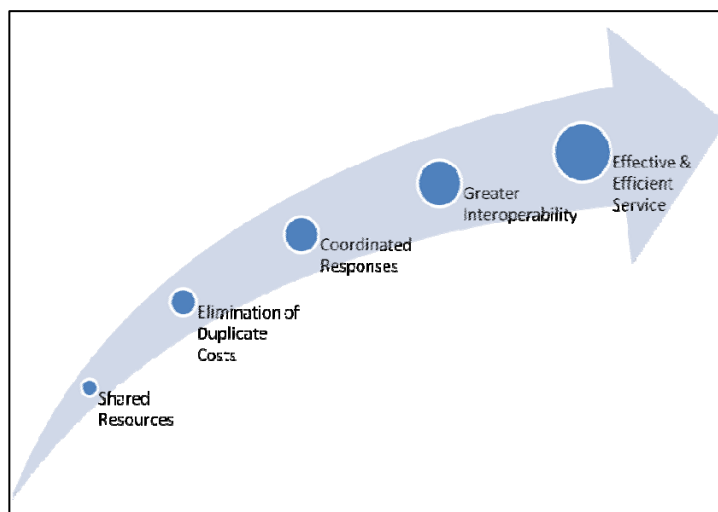 Effective &
Efficient
Service
Greater
Interoperability
Coordinated
Responses
Elimination of
Duplicate
Costs
Shared
Resources